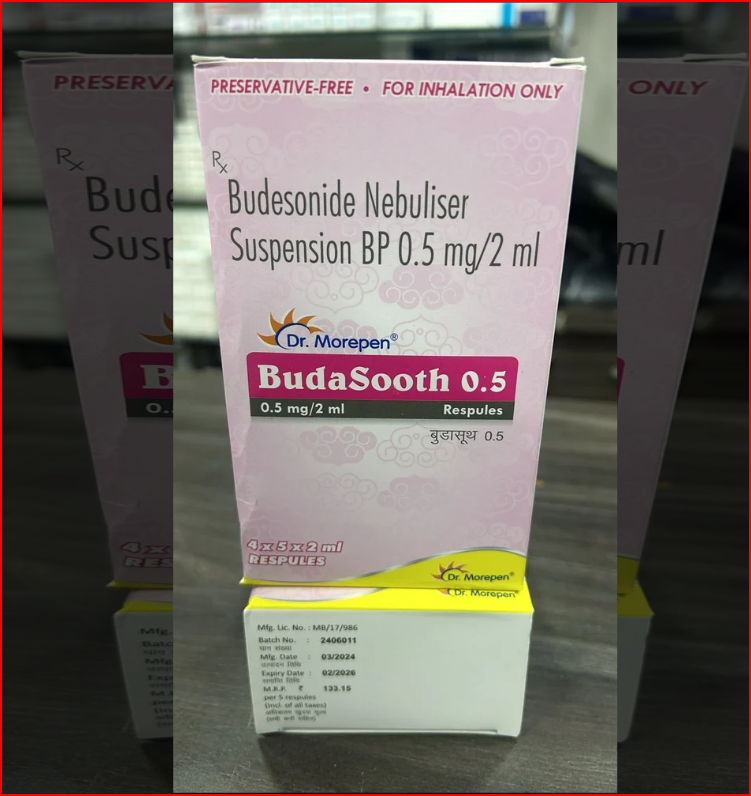 PRESERVATIVE-FREE • FOR INHALATION ONLY
Rx
Budesonide Nebuliser
Suspension BP 0.5 mg/2 ml
Dr. Morepen®
BudaSooth 0.5
0.5 mg/2 ml Respules
बुडासूथ 0.5
4 x 5 x 2 ml
RESPULES
Dr. Morepen®
Dr. Morepen®
Mfg. Lic. No. : MB/17/986
Batch No. : 2406011
Mfg. Date : 03/2024
Expiry Date : 02/2026
M.R.P. ₹ 133.15
per 5 respules
(incl. of all taxes)